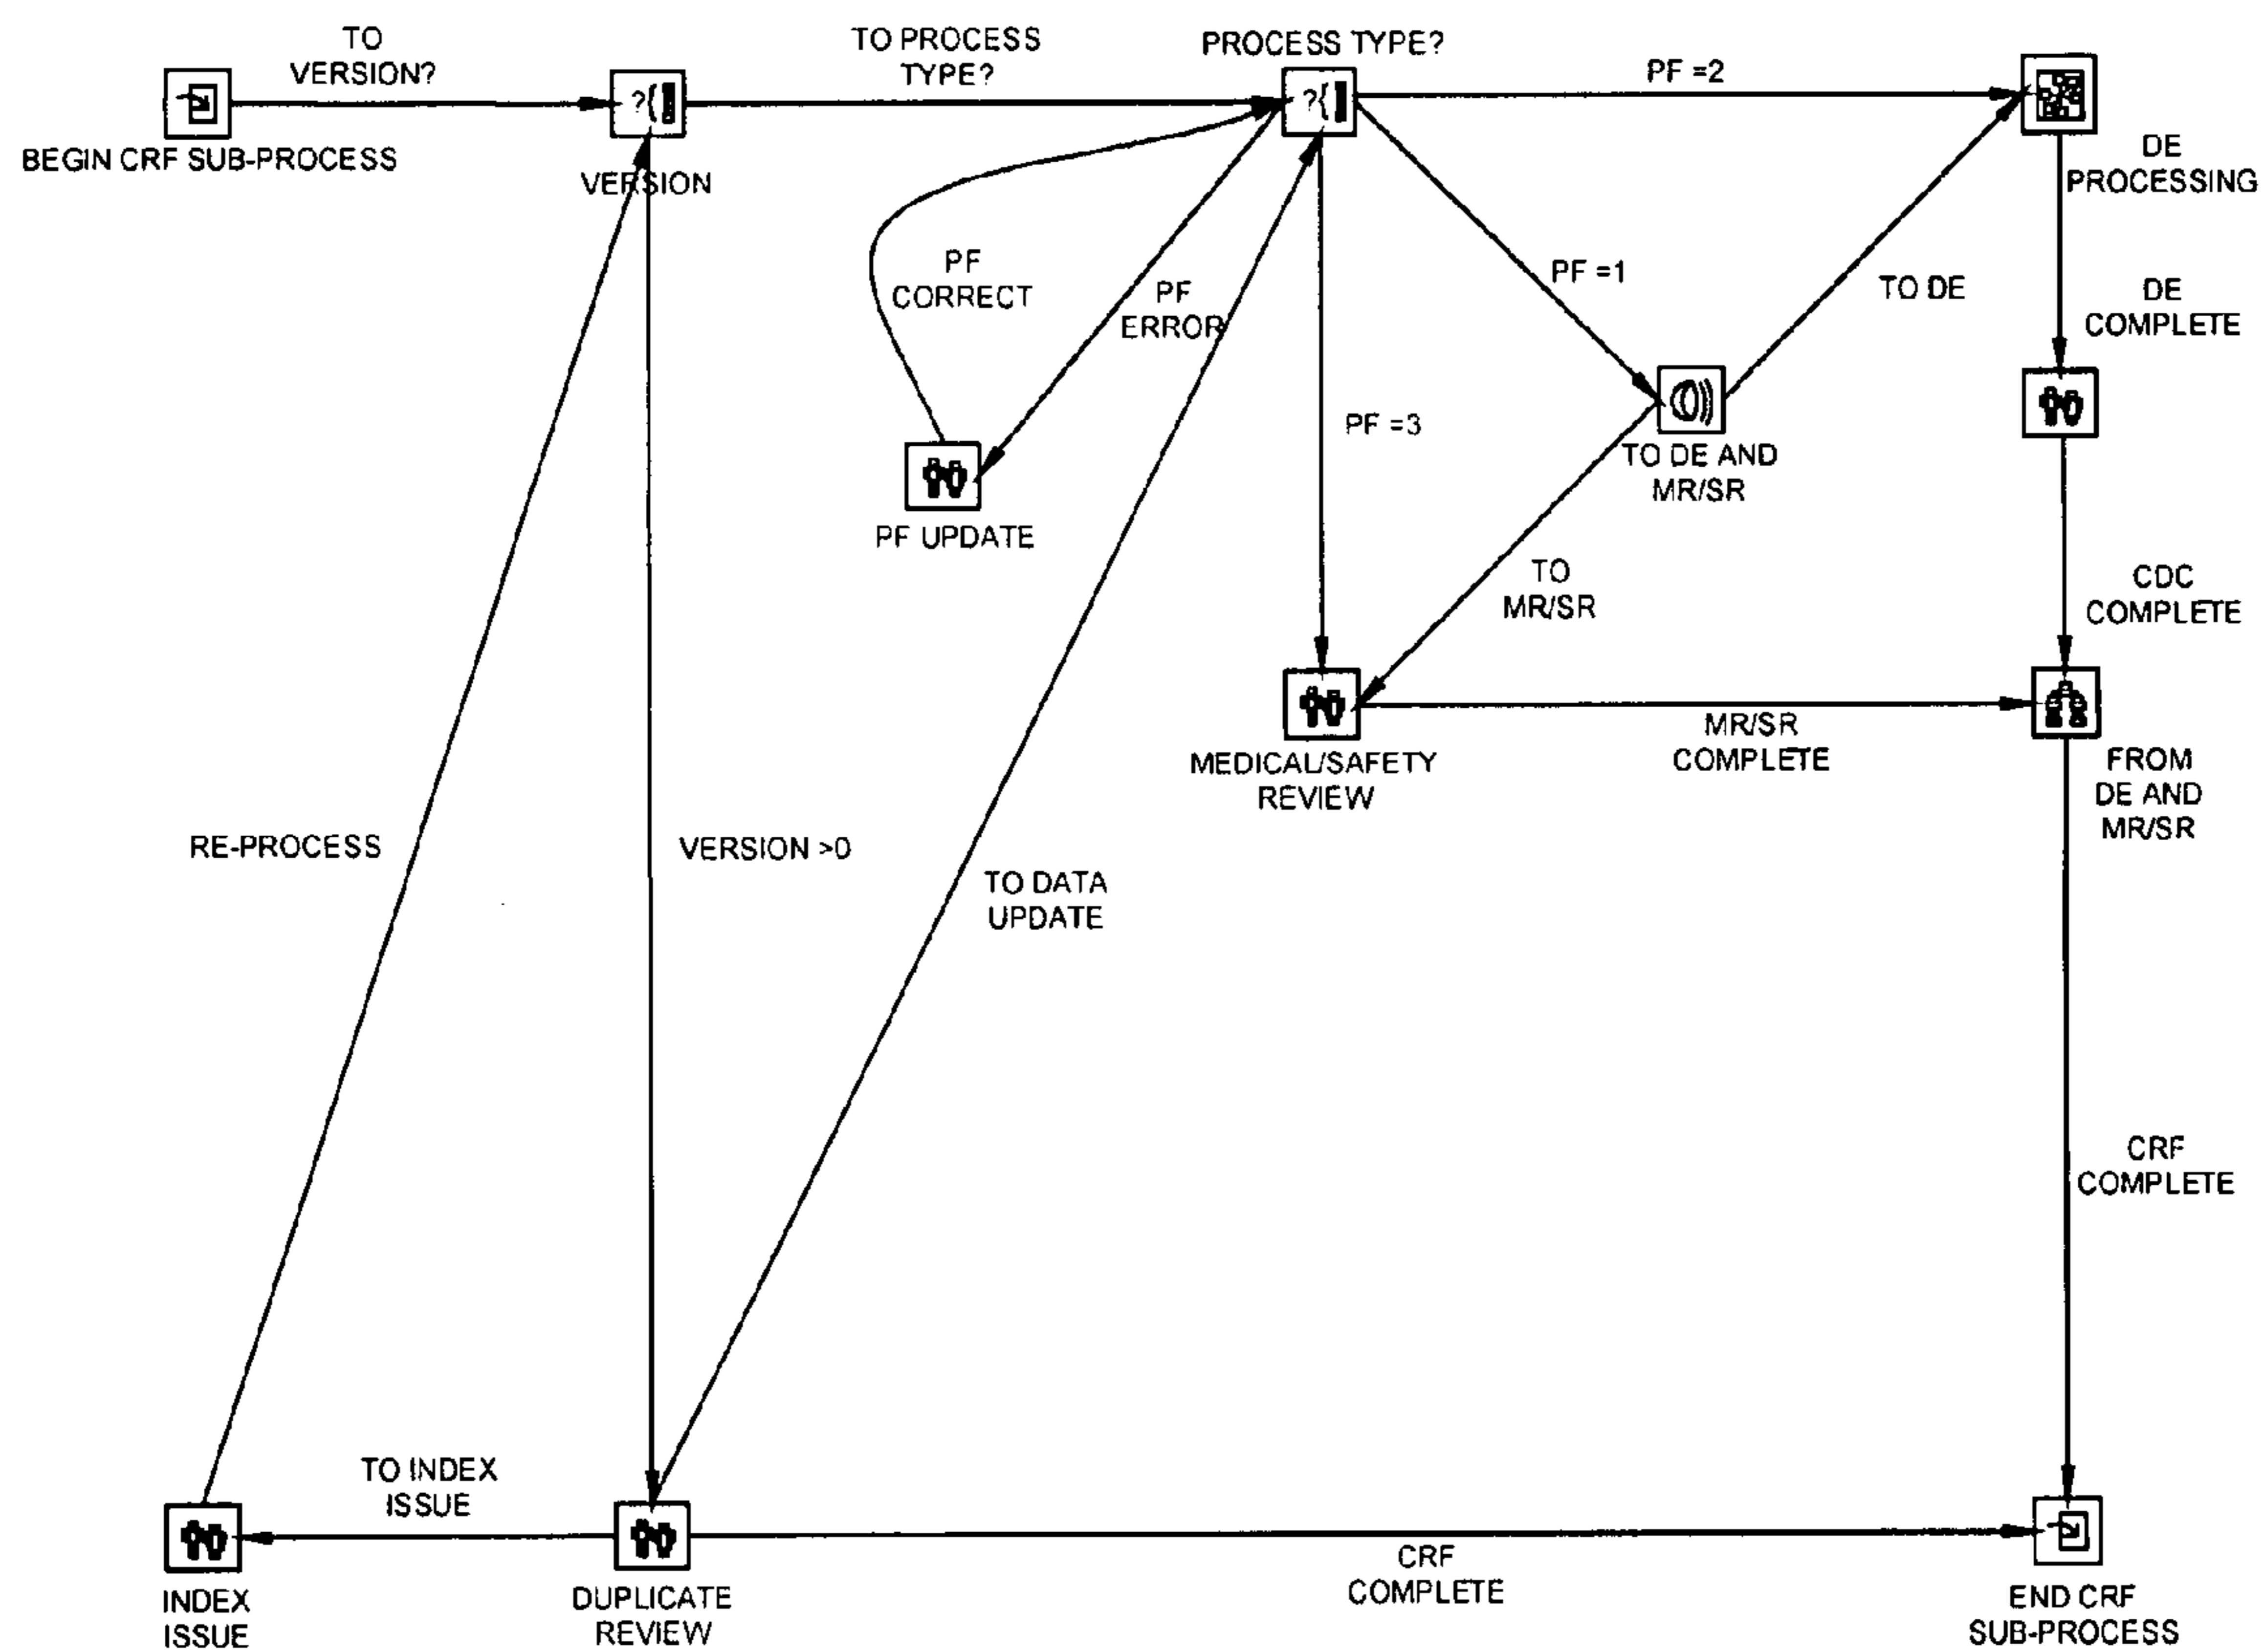 TO
VERSION?
TO PROCESS
TYPE?
PROCESS TYPE?
PF =2
?{
?{
BEGIN CRF SUB-PROCESS
VERSION
DE
PROCESSING
PF
CORRECT
PF
ERROR
PF =1
TO DE
DE
COMPLETE
PF =3
TO DE AND
MR/SR
PF UPDATE
TO
MR/SR
CDC
COMPLETE
MR/SR
COMPLETE
MEDICAL/SAFETY
REVIEW
FROM
DE AND
MR/SR
RE-PROCESS
VERSION >0
TO DATA
UPDATE
CRF
COMPLETE
TO INDEX
ISSUE
CRF
COMPLETE
INDEX
ISSUE
DUPLICATE
REVIEW
END CRF
SUB-PROCESS